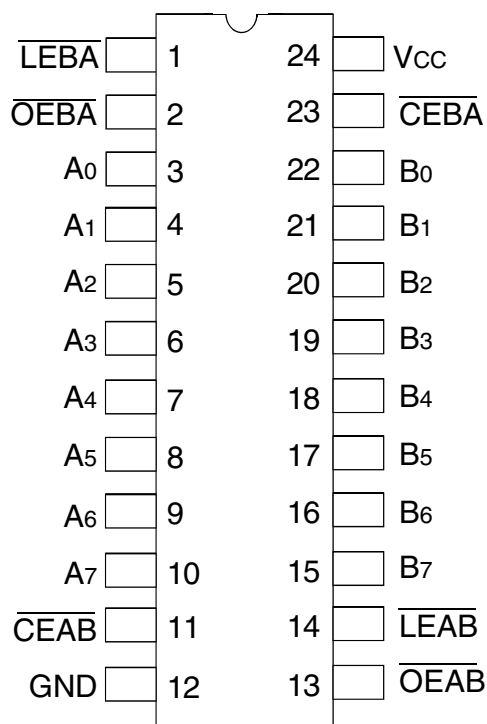 LEBA 1 24 VCC
OEBA 2 23 CEBA
A0 3 22 B0
A1 4 21 B1
A2 5 20 B2
A3 6 19 B3
A4 7 18 B4
A5 8 17 B5
A6 9 16 B6
A7 10 15 B7
CEAB 11 14 LEAB
GND 12 13 OEAB